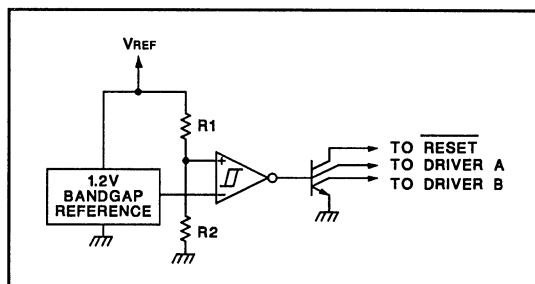 VREF
R1
+
TO RESET
TO DRIVER A
TO DRIVER B
1.2V
BANDGAP
REFERENCE
−
R2